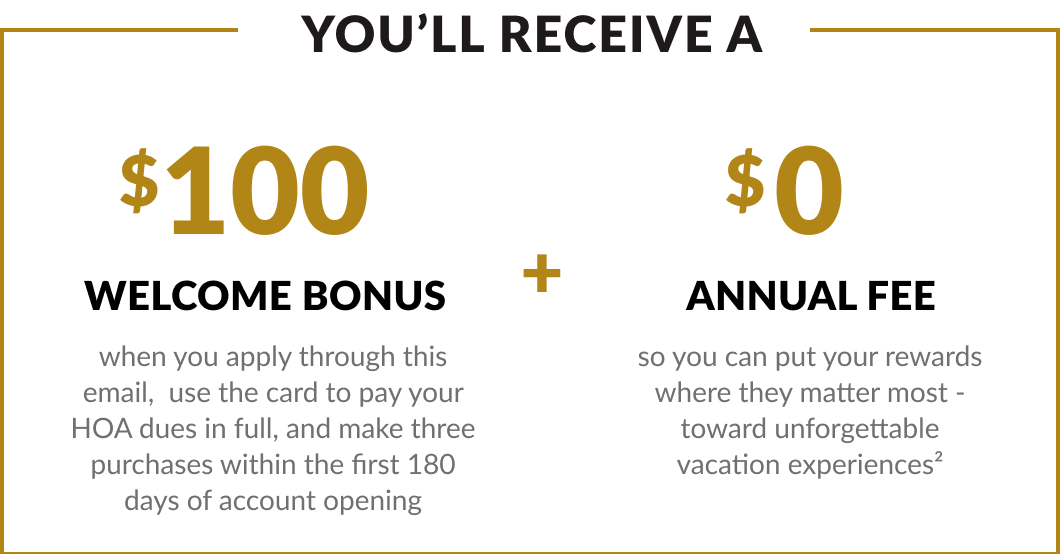 YOU’LL RECEIVE A
$100
WELCOME BONUS
when you apply through this
email,  use the card to pay your
HOA dues in full, and make three
purchases within the first 180
days of account opening
+
$0
ANNUAL FEE
so you can put your rewards
where they matter most -
toward unforgettable
vacation experiences²